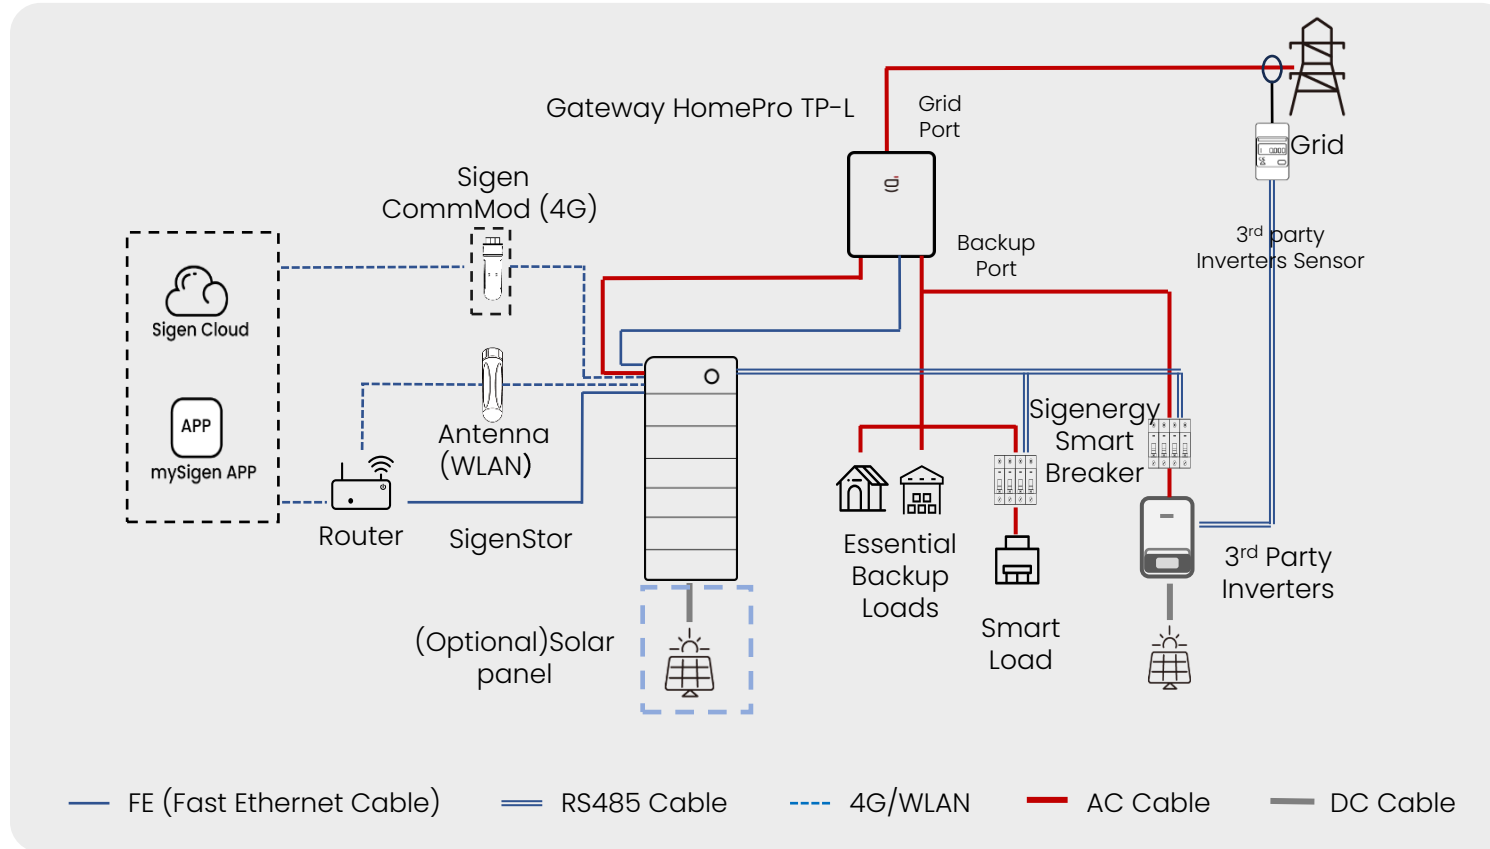 Gateway HomePro TP-L
Grid
Port
Grid
Sigen
CommMod (4G)
Backup
Port
3rd party
Inverters Sensor
Sigen Cloud
APP
mySigen APP
Antenna
(WLAN)
Router
SigenStor
Sigenergy
Smart
Breaker
Essential
Backup
Loads
Smart
Load
3rd Party
Inverters
(Optional)Solar
panel
FE (Fast Ethernet Cable)
RS485 Cable
4G/WLAN
AC Cable
DC Cable